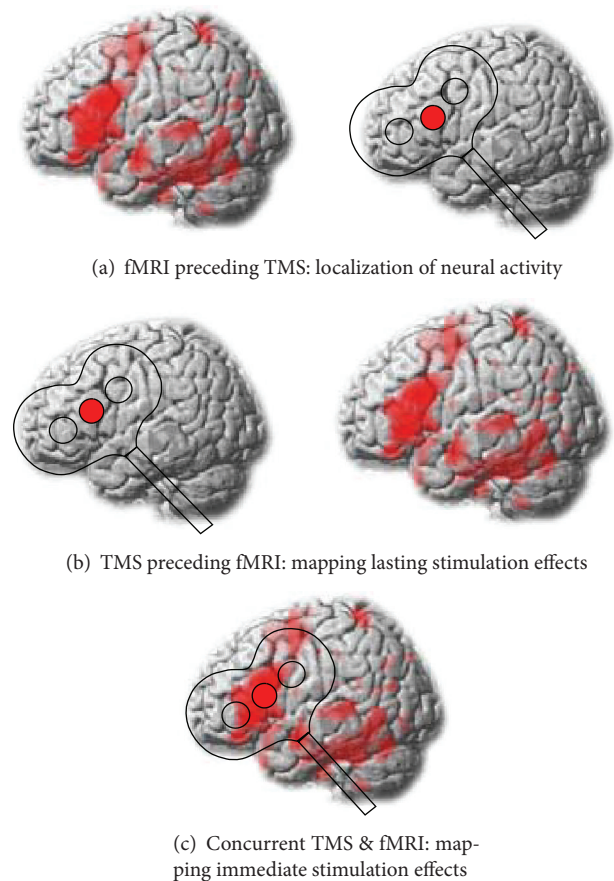 (a) fMRI preceding TMS: localization of neural activity
(b) TMS preceding fMRI: mapping lasting stimulation effects
(c) Concurrent TMS & fMRI: map-
ping immediate stimulation effects